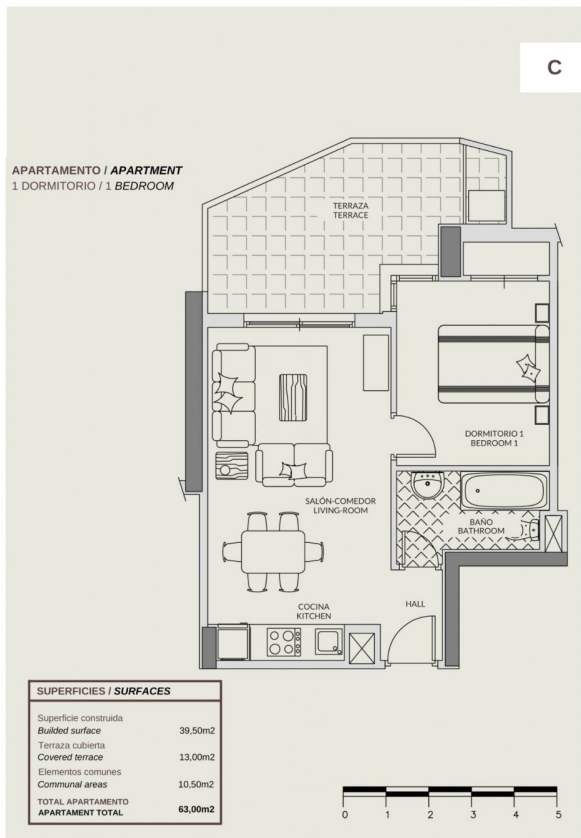 C
APARTAMENTO / APARTMENT
1 DORMITORIO / 1 BEDROOM
TERRAZA
TERRACE
DORMITORIO 1
BEDROOM 1
SALÓN-COMEDOR
LIVING-ROOM
BAÑO
BATHROOM
COCINA
KITCHEN
HALL
SUPERFICIES / SURFACES
Superficie construida
Builded surface 39,50m2
Terraza cubierta
Covered terrace 13,00m2
Elementos comunes
Communal areas 10,50m2
TOTAL APARTAMENTO
APARTMENT TOTAL 63,00m2
0 1 2 3 4 5